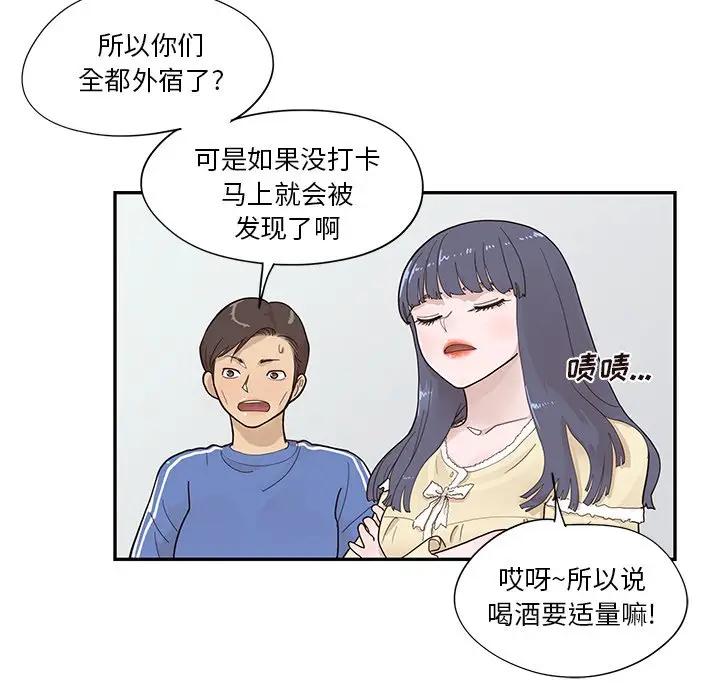 所以你们
全都外宿了?
可是如果没打卡
马上就会被
发现了啊
啧啧...
哎呀~所以说
喝酒要适量嘛!